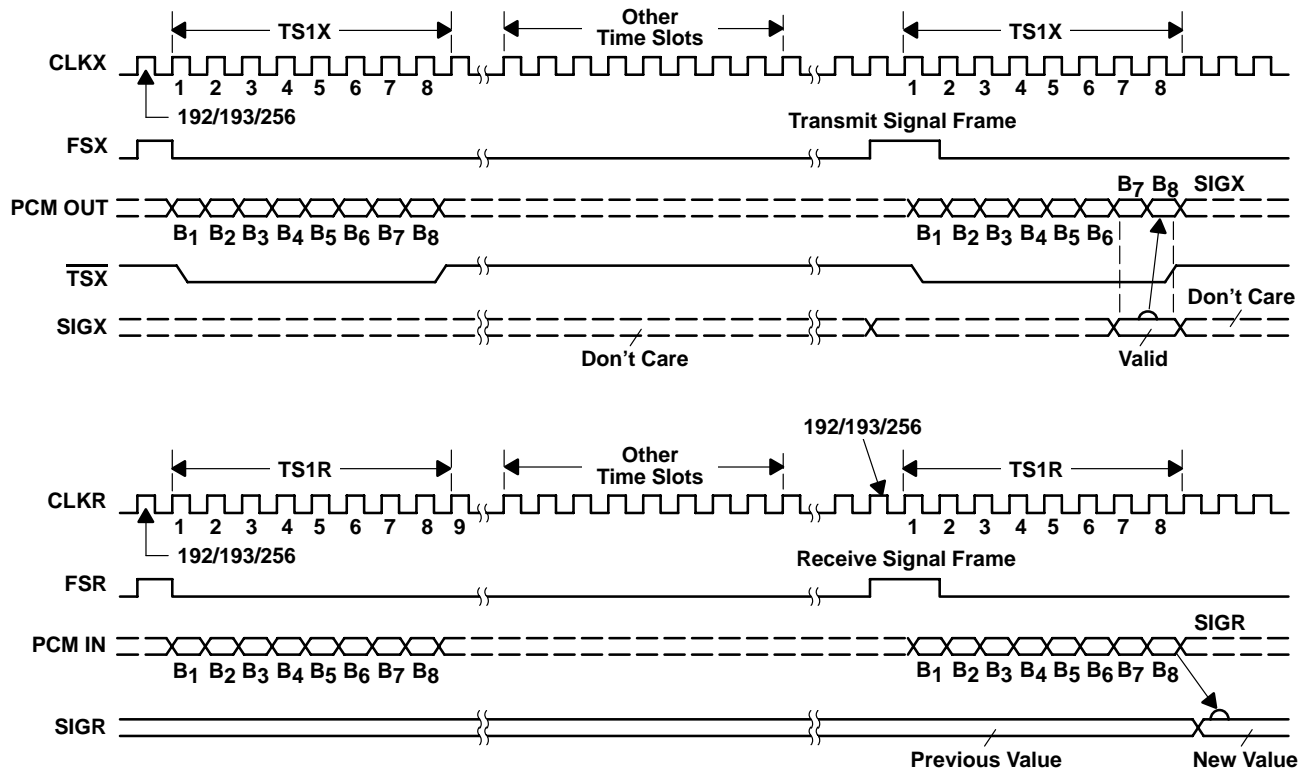 TS1X Other Time Slots TS1X
CLKX
1 2 3 4 5 6 7 8 1 2 3 4 5 6 7 8
192/193/256
Transmit Signal Frame
FSX
B7 B8 SIGX
PCM OUT
B1 B2 B3 B4 B5 B6 B7 B8 B1 B2 B3 B4 B5 B6
TSX
Don't Care
SIGX
Don't Care Valid
192/193/256
TS1R Other Time Slots TS1R
CLKR
1 2 3 4 5 6 7 8 9 1 2 3 4 5 6 7 8
192/193/256
Receive Signal Frame
FSR
SIGR
PCM IN
B1 B2 B3 B4 B5 B6 B7 B8 B1 B2 B3 B4 B5 B6 B7 B8
SIGR
Previous Value New Value